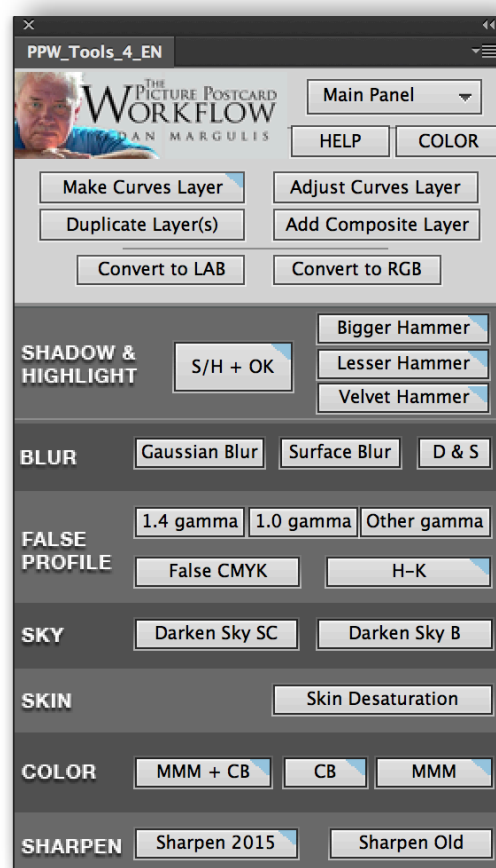 PPW_Tools_4_EN
THE
PICTURE POSTCARD
WORKFLOW
DAN MARGULIS
Main Panel
HELP
COLOR
Make Curves Layer
Adjust Curves Layer
Duplicate Layer(s)
Add Composite Layer
Convert to LAB
Convert to RGB
SHADOW &
HIGHLIGHT
S/H + OK
Bigger Hammer
Lesser Hammer
Velvet Hammer
BLUR
Gaussian Blur
Surface Blur
D & S
FALSE
PROFILE
1.4 gamma
1.0 gamma
Other gamma
False CMYK
H-K
SKY
Darken Sky SC
Darken Sky B
SKIN
Skin Desaturation
COLOR
MMM + CB
CB
MMM
SHARPEN
Sharpen 2015
Sharpen Old